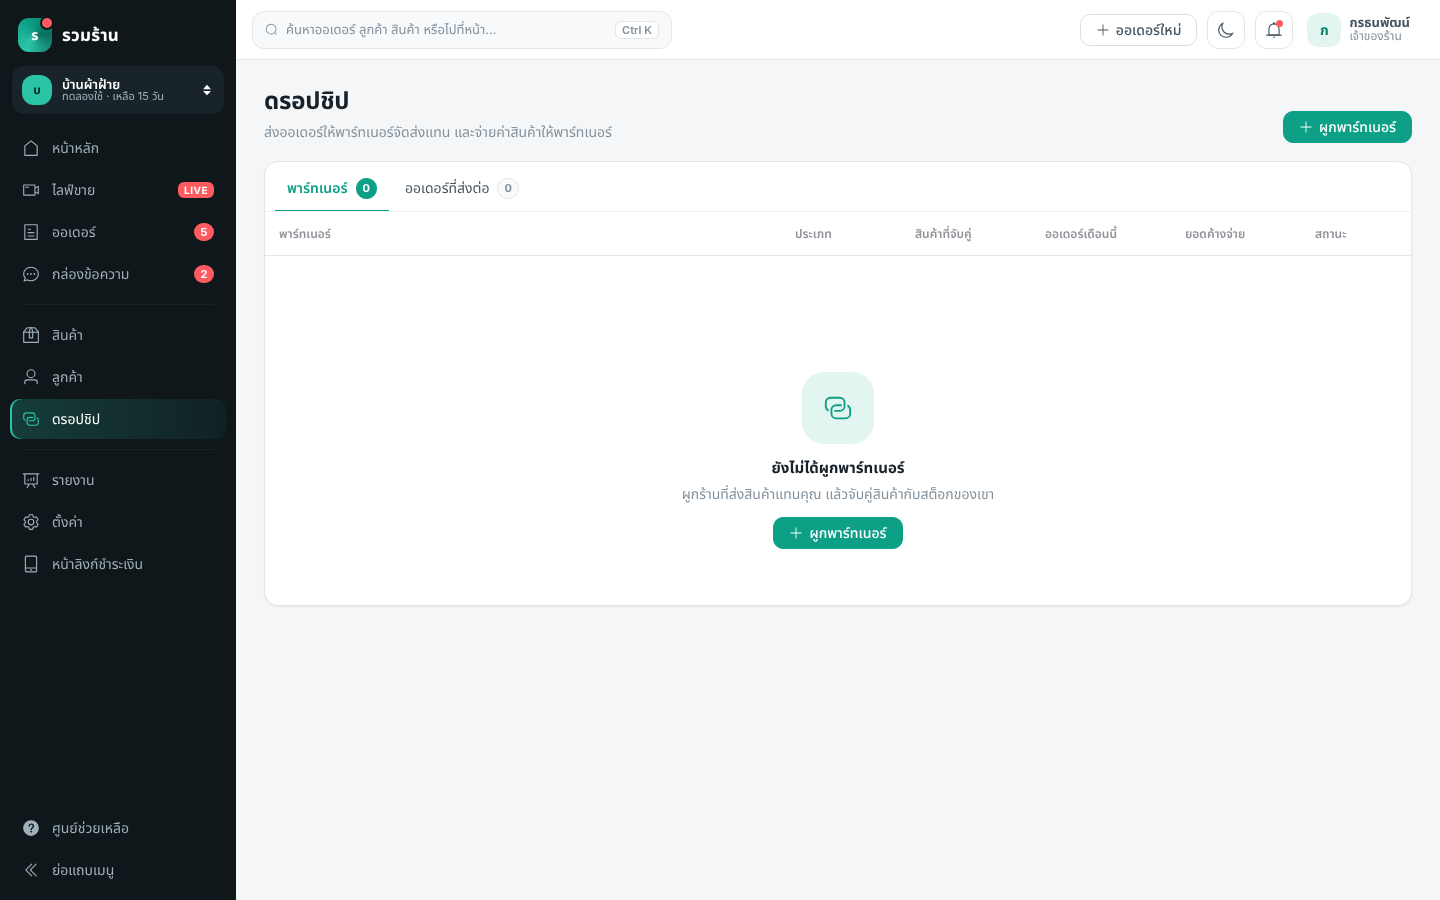 ร
รวมร้าน
บ
บ้านผ้าฝ้าย
ทดลองใช้ · เหลือ 15 วัน
หน้าหลัก
ไลฟ์ขาย
LIVE
ออเดอร์
5
กล่องข้อความ
2
สินค้า
ลูกค้า
ดรอปชิป
รายงาน
ตั้งค่า
หน้าลิงก์ชำระเงิน
ศูนย์ช่วยเหลือ
ย่อแถบเมนู
ค้นหาออเดอร์ ลูกค้า สินค้า หรือไปที่หน้า...
Ctrl K
ออเดอร์ใหม่
ก
กรธนพัฒน์
เจ้าของร้าน
ดรอปชิป
ส่งออเดอร์ให้พาร์ทเนอร์จัดส่งแทน และจ่ายค่าสินค้าให้พาร์ทเนอร์
ผูกพาร์ทเนอร์
พาร์ทเนอร์ 0
ออเดอร์ที่ส่งต่อ 0
พาร์ทเนอร์ ประเภท สินค้าที่จับคู่ ออเดอร์เดือนนี้ ยอดค้างจ่าย สถานะ
ยังไม่ได้ผูกพาร์ทเนอร์
ผูกร้านที่ส่งสินค้าแทนคุณ แล้วจับคู่สินค้ากับสต็อกของเขา
ผูกพาร์ทเนอร์